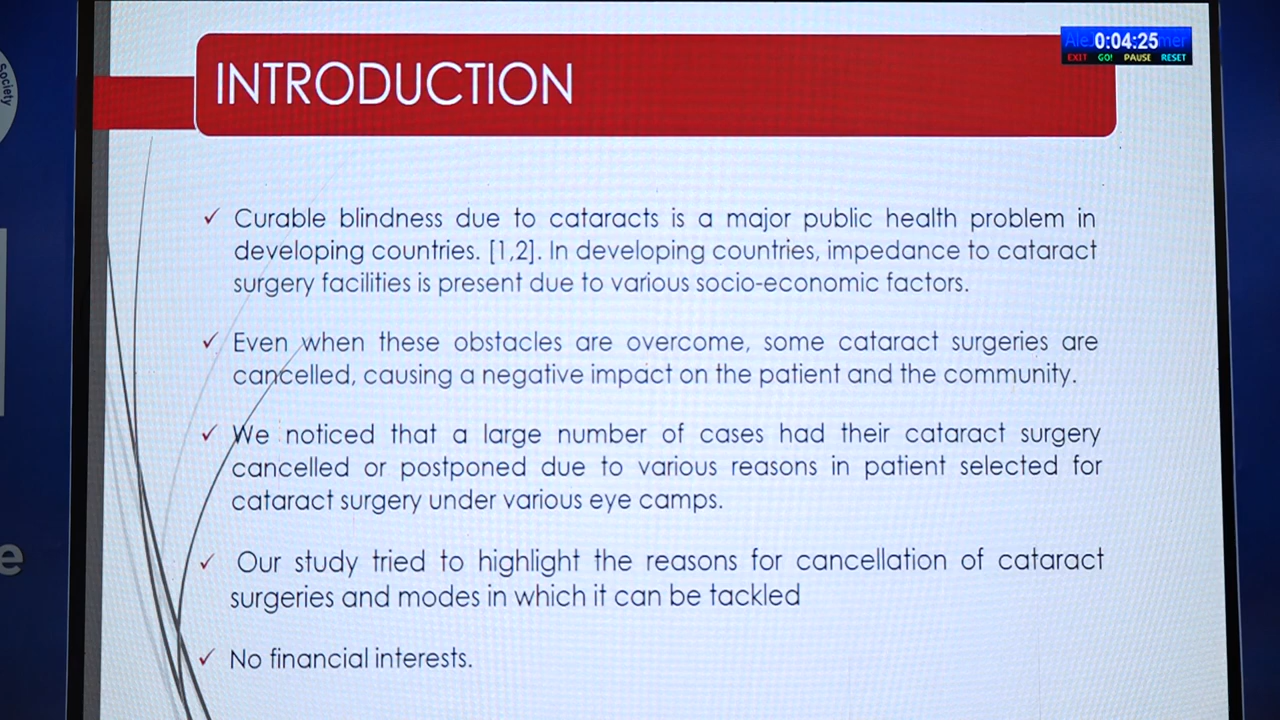 Society
0:04:25
EXIT GO! PAUSE RESET
INTRODUCTION
✓ Curable blindness due to cataracts is a major public health problem in
developing countries. [1,2]. In developing countries, impedance to cataract
surgery facilities is present due to various socio-economic factors.
✓ Even when these obstacles are overcome, some cataract surgeries are
cancelled, causing a negative impact on the patient and the community.
✓ We noticed that a large number of cases had their cataract surgery
cancelled or postponed due to various reasons in patient selected for
cataract surgery under various eye camps.
✓ Our study tried to highlight the reasons for cancellation of cataract
surgeries and modes in which it can be tackled
✓ No financial interests.
e